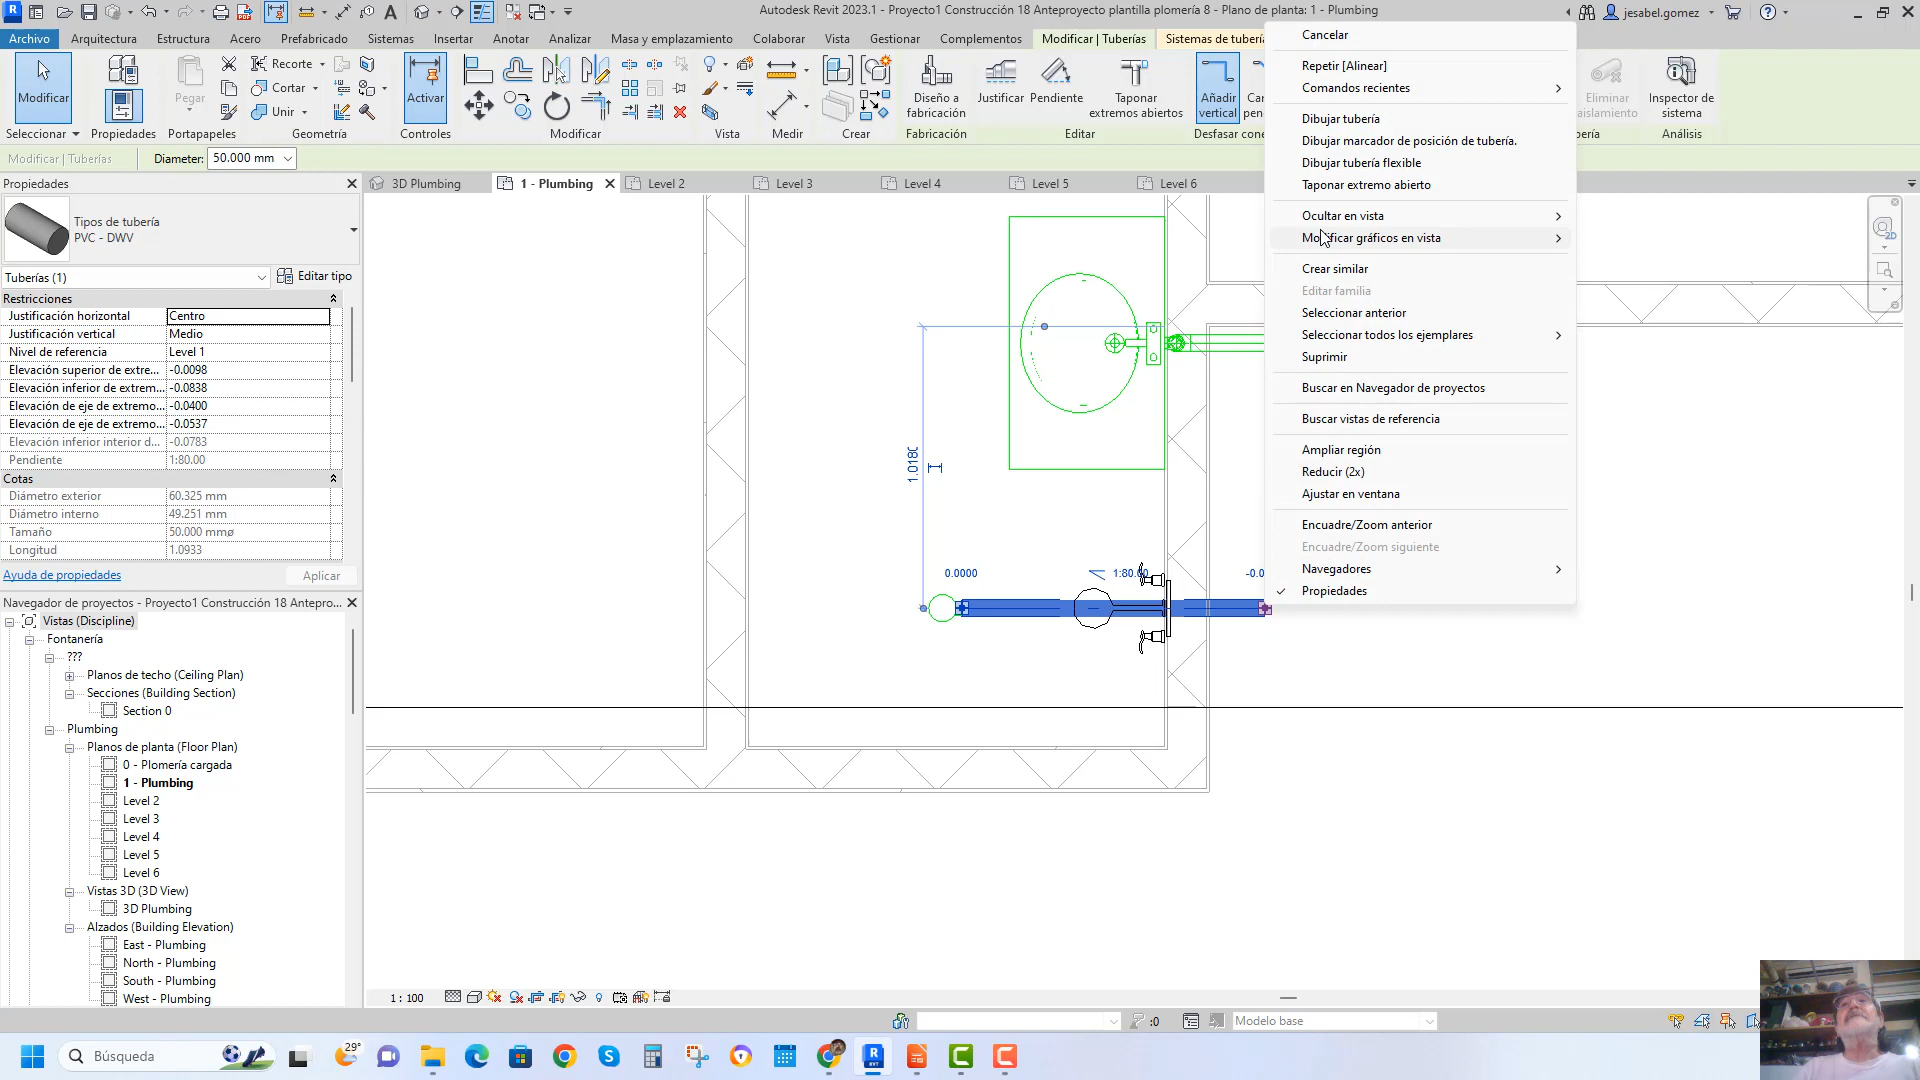 Autodesk Revit 2023.1 - Proyecto1 Construcción 18 Anteproyecto plantilla plomería 8 - Plano de planta: 1 - Plumbing
jesabel.gomez
Archivo Arquitectura Estructura Acero Prefabricado Sistemas Insertar Anotar Analizar Masa y emplazamiento Colaborar Vista Gestionar Complementos Modificar | Tuberías Sistemas de tubería
Recorte
Cortar
Unir
Modificar
Pegar
Activar
Diseño a fabricación
Justificar
Pendiente
Taponar extremos abiertos
Añadir vertical
Eliminar
Inspector de sistema
Seleccionar Propiedades Portapapeles Geometría Controles Modificar Vista Medir Crear Fabricación Editar Análisis
Modificar | Tuberías
Diameter: 50.000 mm
Propiedades
3D Plumbing
1 - Plumbing
Level 2
Level 3
Level 4
Level 5
Level 6
Tipos de tubería
PVC - DWV
Tuberías (1)
Editar tipo
Restricciones
Justificación horizontal Centro
Justificación vertical Medio
Nivel de referencia Level 1
Elevación superior de extre... -0.0098
Elevación inferior de extrem... -0.0838
Elevación de eje de extremo... -0.0400
Elevación de eje de extremo... -0.0537
Elevación inferior interior d... -0.0783
Pendiente 1:80.00
Cotas
Diámetro exterior 60.325 mm
Diámetro interno 49.251 mm
Tamaño 50.000 mmø
Longitud 1.0933
Ayuda de propiedades
Aplicar
Navegador de proyectos - Proyecto1 Construcción 18 Antepro...
Vistas (Discipline)
Fontanería
???
Planos de techo (Ceiling Plan)
Secciones (Building Section)
Section 0
Plumbing
Planos de planta (Floor Plan)
0 - Plomería cargada
1 - Plumbing
Level 2
Level 3
Level 4
Level 5
Level 6
Vistas 3D (3D View)
3D Plumbing
Alzados (Building Elevation)
East - Plumbing
North - Plumbing
South - Plumbing
West - Plumbing
0.0000
1:80.00
-0.0
Cancelar
Repetir [Alinear]
Comandos recientes
Dibujar tubería
Dibujar marcador de posición de tubería.
Dibujar tubería flexible
Taponar extremo abierto
Ocultar en vista
Modificar gráficos en vista
Crear similar
Editar familia
Seleccionar anterior
Seleccionar todos los ejemplares
Suprimir
Buscar en Navegador de proyectos
Buscar vistas de referencia
Ampliar región
Reducir (2x)
Ajustar en ventana
Encuadre/Zoom anterior
Encuadre/Zoom siguiente
Navegadores
Propiedades
2D
1 : 100
:0
Modelo base
Búsqueda
29°